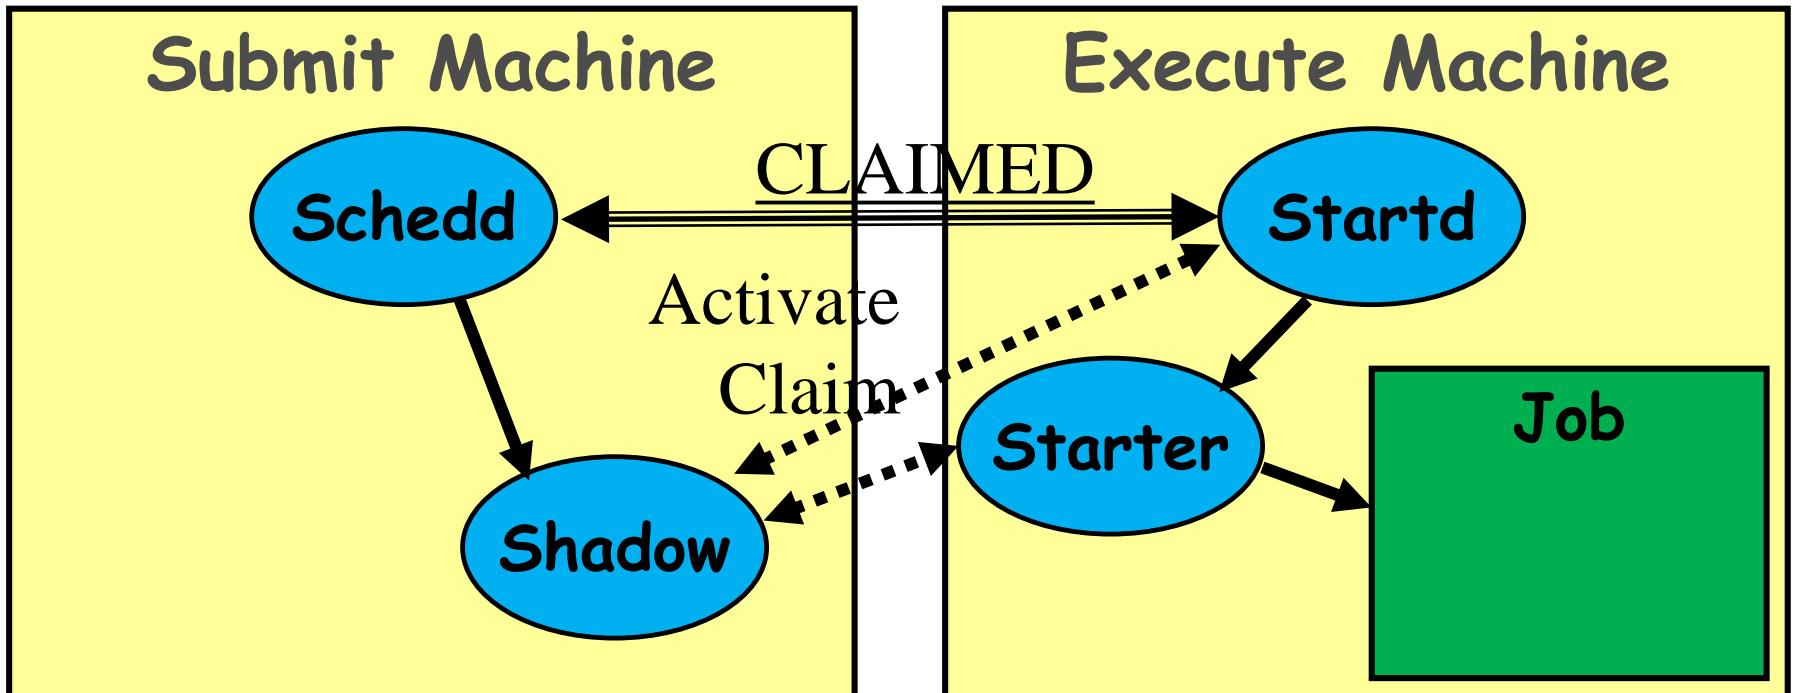 Submit Machine
Execute Machine
CLAIMED
Schedd
Startd
Activate
Claim
Job
Starter
Shadow